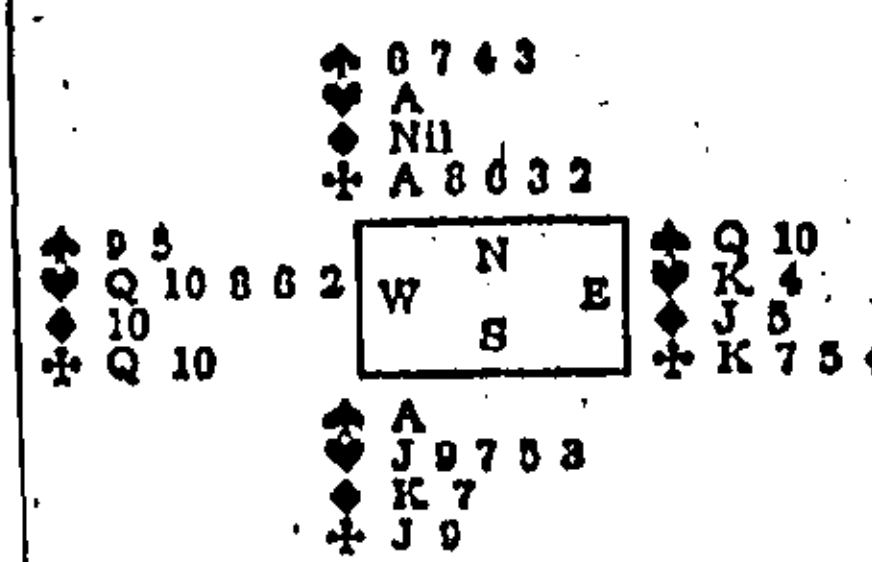 ♠ 8 7 4 3
♥ A
♦ Nil
♣ A 8 6 3 2
♠ 9 5
♥ Q 10 8 6 2
♦ 10
♣ Q 10
N
W E
S
♠ Q 10
♥ K 4
♦ J 5
♣ K 7 5
♠ A
♥ J 9 7 5 3
♦ K 7
♣ J 9